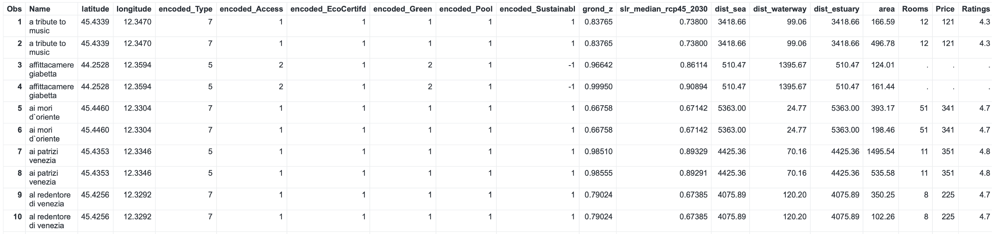 Obs Name latitude longitude encoded_Type encoded_Access encoded_EcoCertifd encoded_Green encoded_Pool encoded_Sustainabl grond_z slr_median_rcp45_2030 dist_sea dist_waterway dist_estuary area Rooms Price Ratings
1 a tribute to 45.4339 12.3470 7 1 1 1 1 1 0.83765 0.73800 3418.66 99.06 3418.66 166.59 12 121 4.3
music
2 a tribute to 45.4339 12.3470 7 1 1 1 1 1 0.83765 0.73800 3418.66 99.06 3418.66 496.78 12 121 4.3
music
3 affittacamere 44.2528 12.3594 5 2 1 2 1 -1 0.96642 0.86114 510.47 1395.67 510.47 124.01 . . .
giabetta
4 affittacamere 44.2528 12.3594 5 2 1 2 1 -1 0.99950 0.90894 510.47 1395.67 510.47 161.44 . . .
giabetta
5 ai mori 45.4460 12.3304 7 1 1 1 1 1 0.66758 0.67142 5363.00 24.77 5363.00 393.17 51 341 4.7
d`oriente
6 ai mori 45.4460 12.3304 7 1 1 1 1 1 0.66758 0.67142 5363.00 24.77 5363.00 198.46 51 341 4.7
d`oriente
7 ai patrizi 45.4353 12.3346 5 1 1 1 1 1 0.98510 0.89329 4425.36 70.16 4425.36 1495.54 11 351 4.8
venezia
8 ai patrizi 45.4353 12.3346 5 1 1 1 1 1 0.98555 0.89291 4425.36 70.16 4425.36 535.58 11 351 4.8
venezia
9 al redentore 45.4256 12.3292 7 1 1 1 1 1 0.79024 0.67385 4075.89 120.20 4075.89 350.25 8 225 4.7
di venezia
10 al redentore 45.4256 12.3292 7 1 1 1 1 1 0.79024 0.67385 4075.89 120.20 4075.89 102.26 8 225 4.7
di venezia